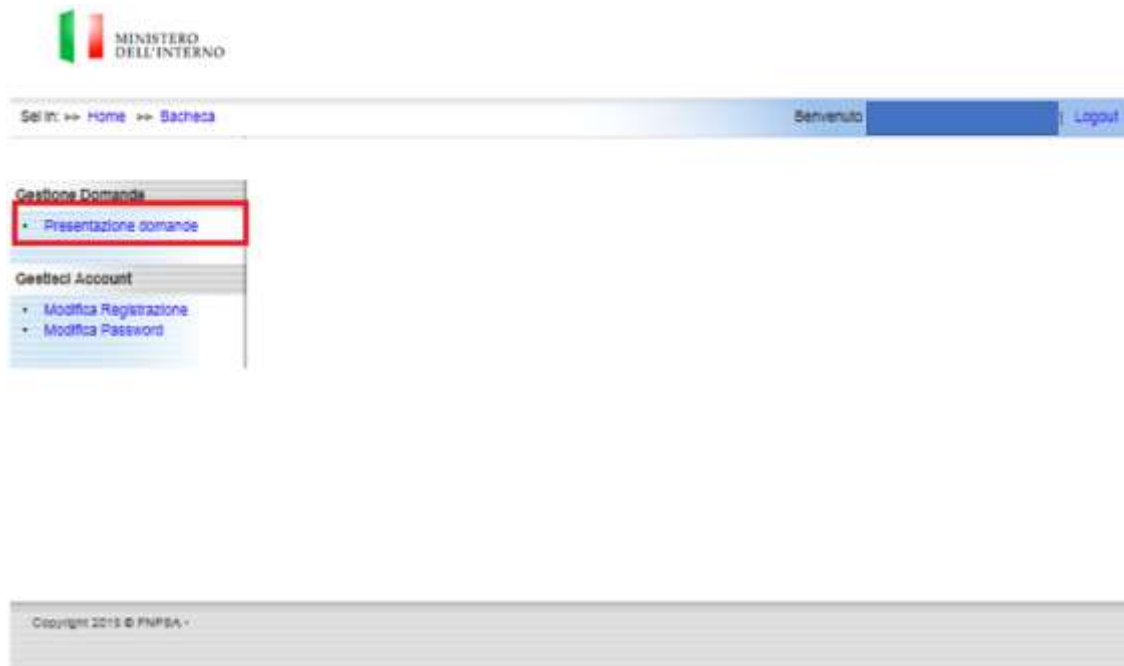 MINISTERO
DELL'INTERNO
Sei in: >> Home >> Bacheca
Benvenuto | Logout
Gestione Domande
• Presentazione domande
Gestisci Account
• Modifica Registrazione
• Modifica Password
Copyright 2015 © FNPSA -